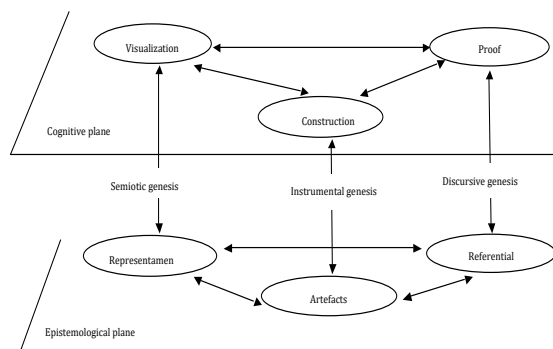 Visualization
Proof
Construction
Cognitive plane
Semiotic genesis
Instrumental genesis
Discursive genesis
Representamen
Referential
Artefacts
Epistemological plane